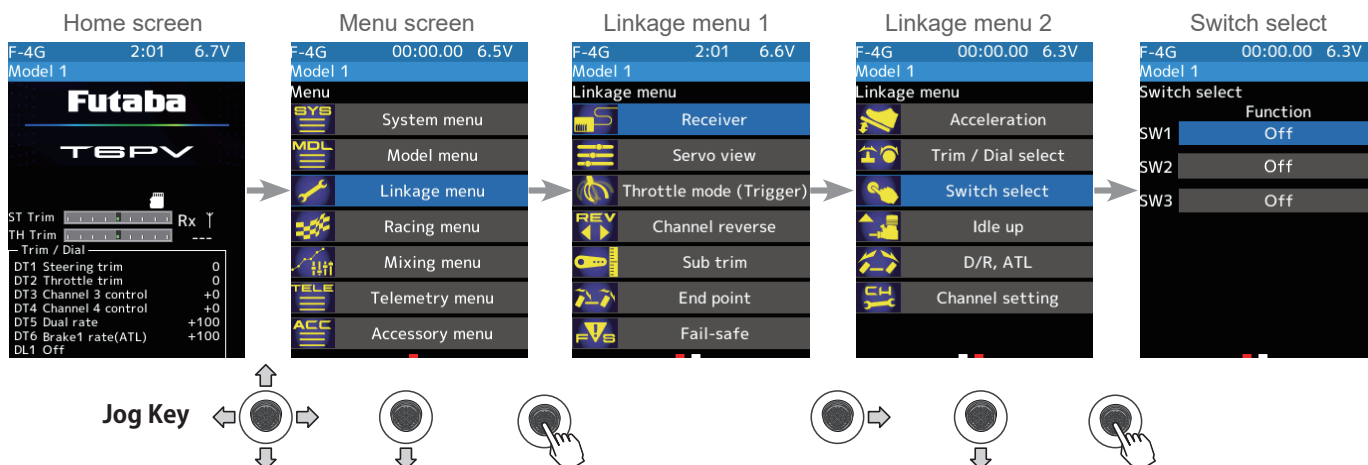 Home screen
F-4G 2:01 6.7V
Model 1
Futaba
T6PV
ST Trim
Rx
TH Trim
---
Trim / Dial
DT1 Steering trim 0
DT2 Throttle trim 0
DT3 Channel 3 control +0
DT4 Channel 4 control +0
DT5 Dual rate +100
DT6 Brake1 rate(ATL) +100
DL1 Off
Menu screen
F-4G 00:00.00 6.5V
Model 1
Menu
SYS System menu
MDL Model menu
Linkage menu
Racing menu
Mixing menu
TELE Telemetry menu
ACC Accessory menu
Linkage menu 1
F-4G 2:01 6.6V
Model 1
Linkage menu
Receiver
Servo view
Throttle mode (Trigger)
REV Channel reverse
Sub trim
End point
F S Fail-safe
Linkage menu 2
F-4G 00:00.00 6.3V
Model 1
Linkage menu
Acceleration
Trim / Dial select
Switch select
Idle up
D/R, ATL
CH Channel setting
Switch select
F-4G 00:00.00 6.3V
Model 1
Switch select
Function
SW1 Off
SW2 Off
SW3 Off
Jog Key